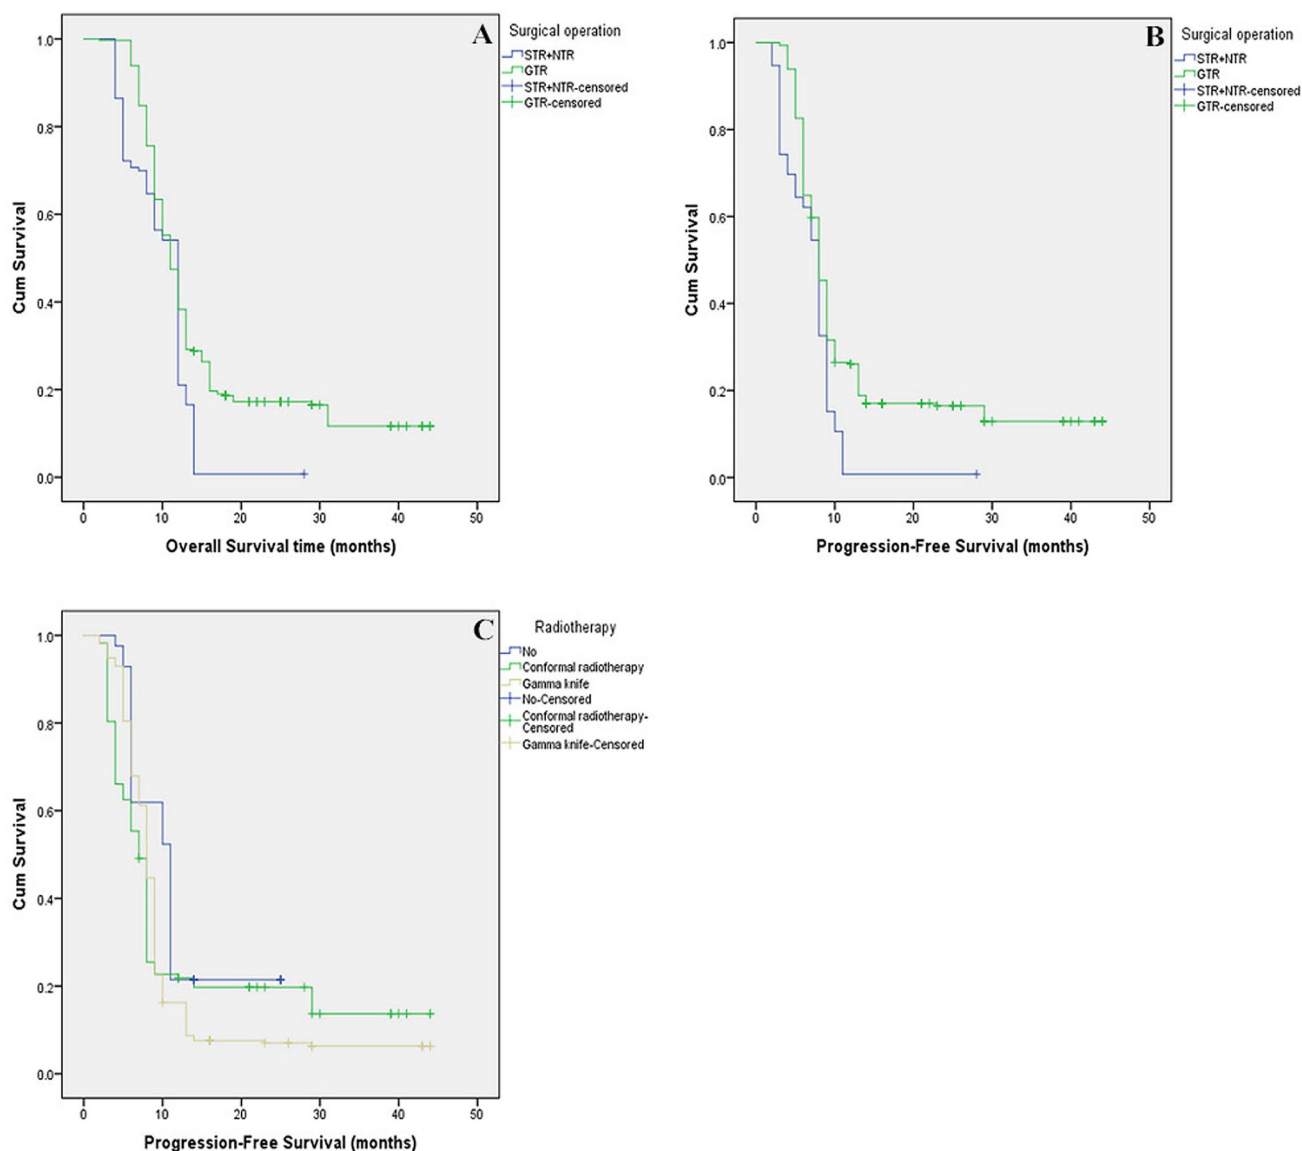 A
Surgical operation
STR+NTR
GTR
STR+NTR-censored
GTR-censored
1.0
0.8
0.6
0.4
0.2
0.0
Cum Survival
0 10 20 30 40 50
Overall Survival time (months)
B
Surgical operation
STR+NTR
GTR
STR+NTR-censored
GTR-censored
1.0
0.8
0.6
0.4
0.2
0.0
Cum Survival
0 10 20 30 40 50
Progression-Free Survival (months)
C
Radiotherapy
No
Conformal radiotherapy
Gamma knife
No-Censored
Conformal radiotherapy-
Censored
Gamma knife-Censored
1.0
0.8
0.6
0.4
0.2
0.0
Cum Survival
0 10 20 30 40 50
Progression-Free Survival (months)